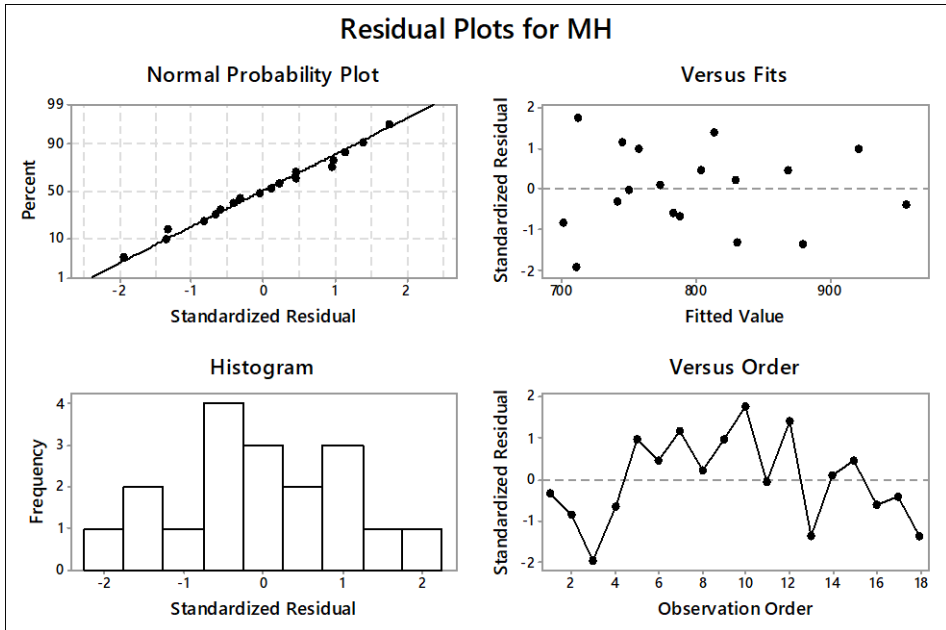 Residual Plots for MH
Normal Probability Plot
99
90
50
10
1
Percent
-2 -1 0 1 2
Standardized Residual
Versus Fits
2
1
0
-1
-2
Standardized Residual
700 800 900
Fitted Value
Histogram
4
3
2
1
0
Frequency
-2 -1 0 1 2
Standardized Residual
Versus Order
2
1
0
-1
-2
Standardized Residual
2 4 6 8 10 12 14 16 18
Observation Order